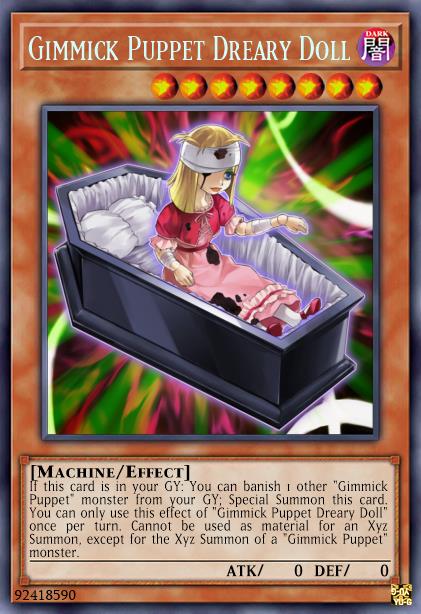 Gimmick Puppet Dreary Doll
DARK
闇
[Machine/Effect]
If this card is in your GY: You can banish 1 other "Gimmick
Puppet" monster from your GY; Special Summon this card.
You can only use this effect of "Gimmick Puppet Dreary Doll"
once per turn. Cannot be used as material for an Xyz
Summon, except for the Xyz Summon of a "Gimmick Puppet"
monster.
ATK/ 0 DEF/ 0
92418590